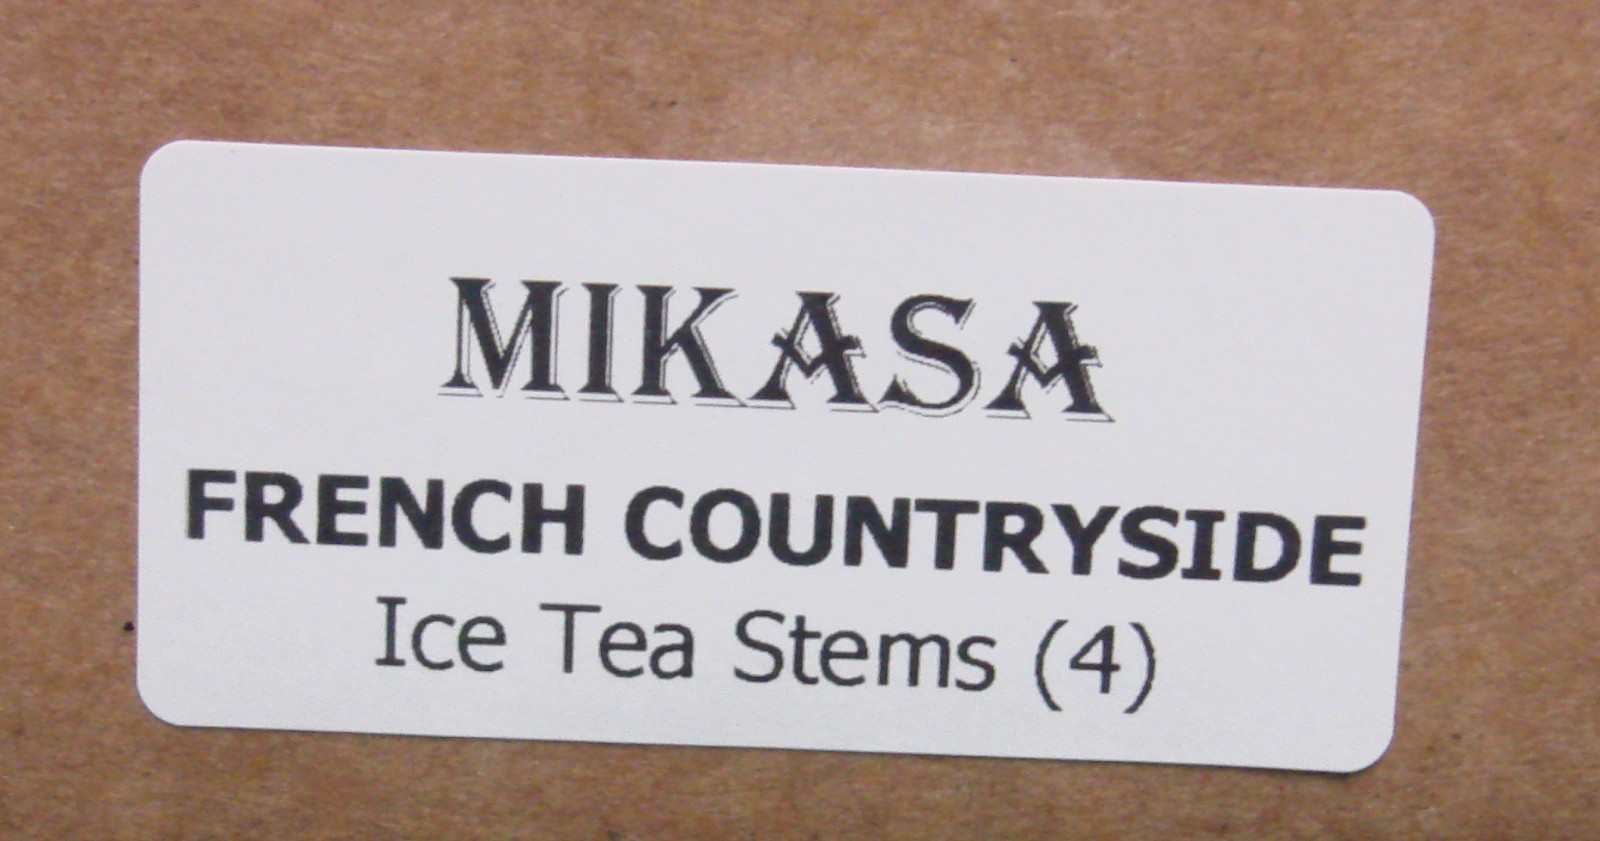 MIKASA
FRENCH COUNTRYSIDE
Ice Tea Stems (4)